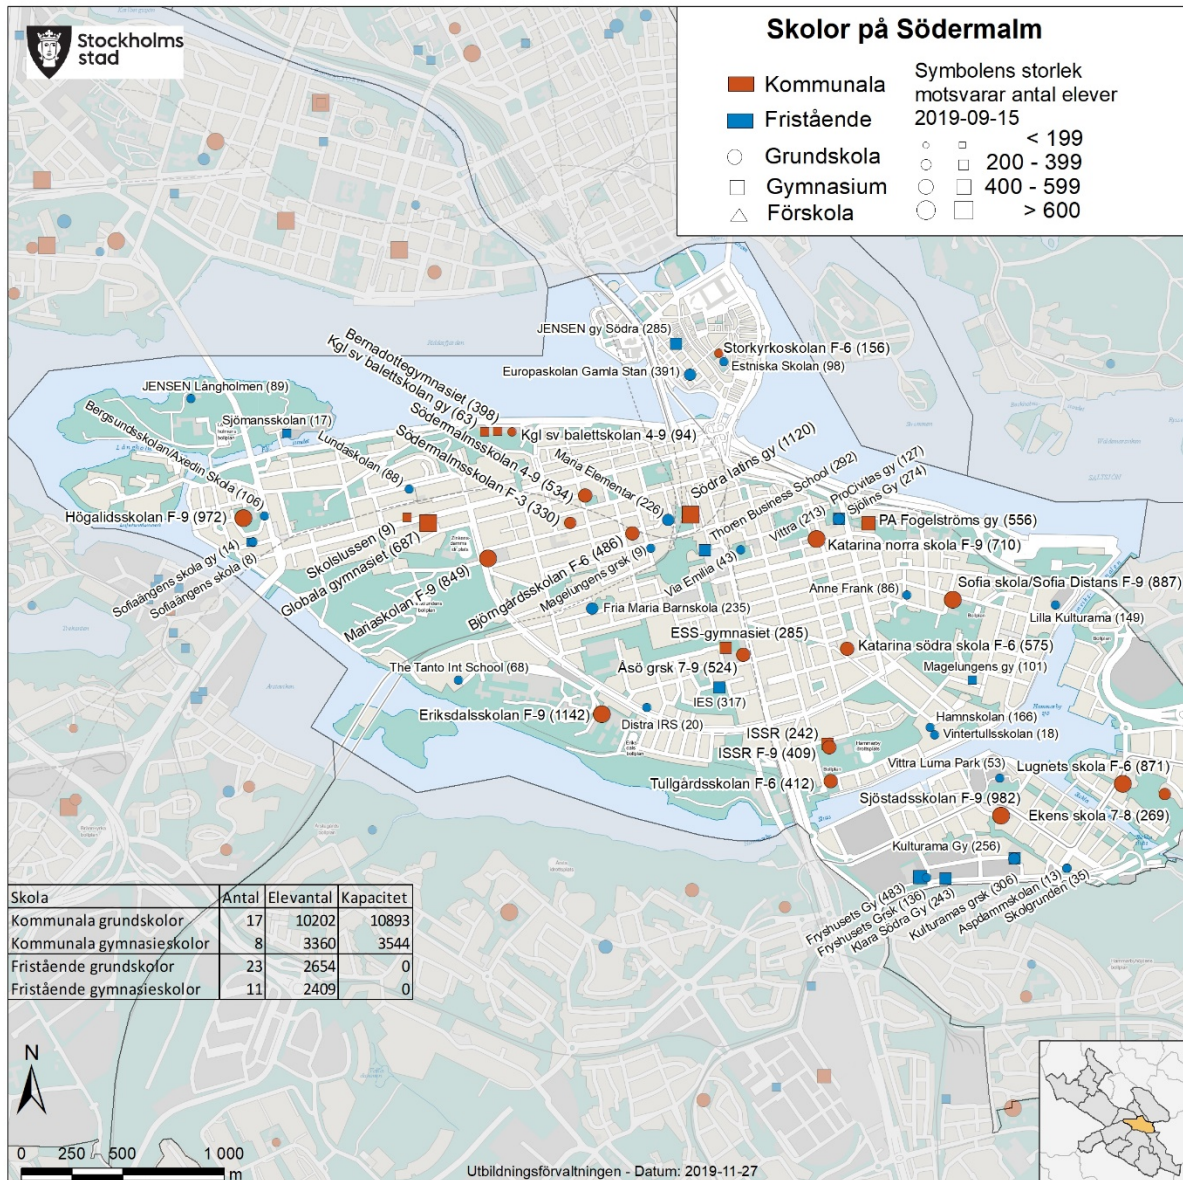 Stockholms
stad
Skolor på Södermalm
Kommunala
Fristående
Grundskola
Gymnasium
Förskola
Symbolens storlek
motsvarar antal elever
2019-09-15
< 199
200 - 399
400 - 599
> 600
JENSEN gy Södra (285)
Storkyrkoskolan F-6 (156)
Estniska Skolan (98)
Europaskolan Gamla Stan (391)
Bernadottegymnasiet (398)
Kgl sv balettskolan gy (63)
Kgl sv balettskolan 4-9 (94)
JENSEN Långholmen (89)
Sjömansskolan (17)
Bergsundsskolan/Axedin Skola (106)
Lundaskolan (88)
Södermalmsskolan 4-9 (534)
Södermalmsskolan F-3 (330)
Maria Elementar (226)
Södra latins gy (1120)
Thoren Business School (292)
ProCivitas gy (127)
Sjölins Gy (274)
Vittra (213)
PA Fogelströms gy (556)
Katarina norra skola F-9 (710)
Högalidsskolan F-9 (972)
Sofiaängens skola gy (14)
Sofiaängens skola (8)
Skolslussen (9)
Globala gymnasiet (687)
Mariaskolan F-9 (849)
Björngårdsskolan F-6 (486)
Magelungens grsk (9)
Via Emilia (43)
Anne Frank (86)
Sofia skola/Sofia Distans F-9 (887)
Lilla Kulturama (149)
Fria Maria Barnskola (235)
ESS-gymnasiet (285)
Åsö grsk 7-9 (524)
Katarina södra skola F-6 (575)
Magelungens gy (101)
The Tanto Int School (68)
IES (317)
Eriksdalsskolan F-9 (1142)
Distra IRS (20)
Hamnskolan (166)
Vintertullsskolan (18)
ISSR (242)
ISSR F-9 (409)
Tullgårdsskolan F-6 (412)
Vittra Luma Park (53)
Lugnets skola F-6 (871)
Sjöstadsskolan F-9 (982)
Ekens skola 7-8 (269)
Kulturama Gy (256)
Fryshusets Gy (483)
Fryshusets Grsk (136)
Klara Södra Gy (243)
Kulturamas grsk (306)
Aspdammskolan (13)
Skolgrunden (35)
Skola Antal Elevantal Kapacitet
Kommunala grundskolor 17 10202 10893
Kommunala gymnasieskolor 8 3360 3544
Fristående grundskolor 23 2654 0
Fristående gymnasieskolor 11 2409 0
N
0 250 500 1 000
m
Utbildningsförvaltningen - Datum: 2019-11-27